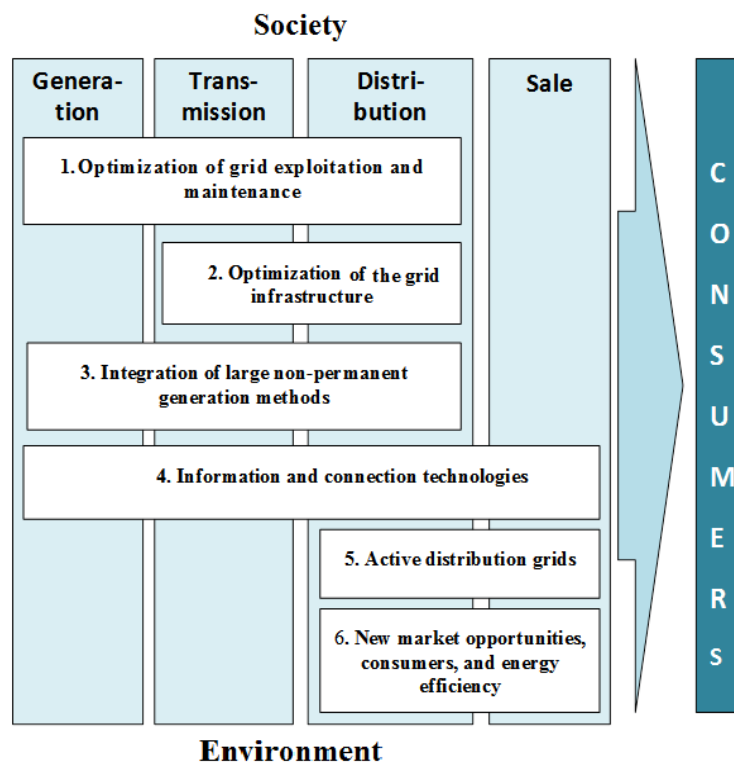 Society
Genera-
tion
Trans-
mission
Distri-
bution
Sale
1. Optimization of grid exploitation and
maintenance
2. Optimization of the grid
infrastructure
3. Integration of large non-permanent
generation methods
4. Information and connection technologies
5. Active distribution grids
6. New market opportunities,
consumers, and energy
efficiency
C
O
N
S
U
M
E
R
S
Environment